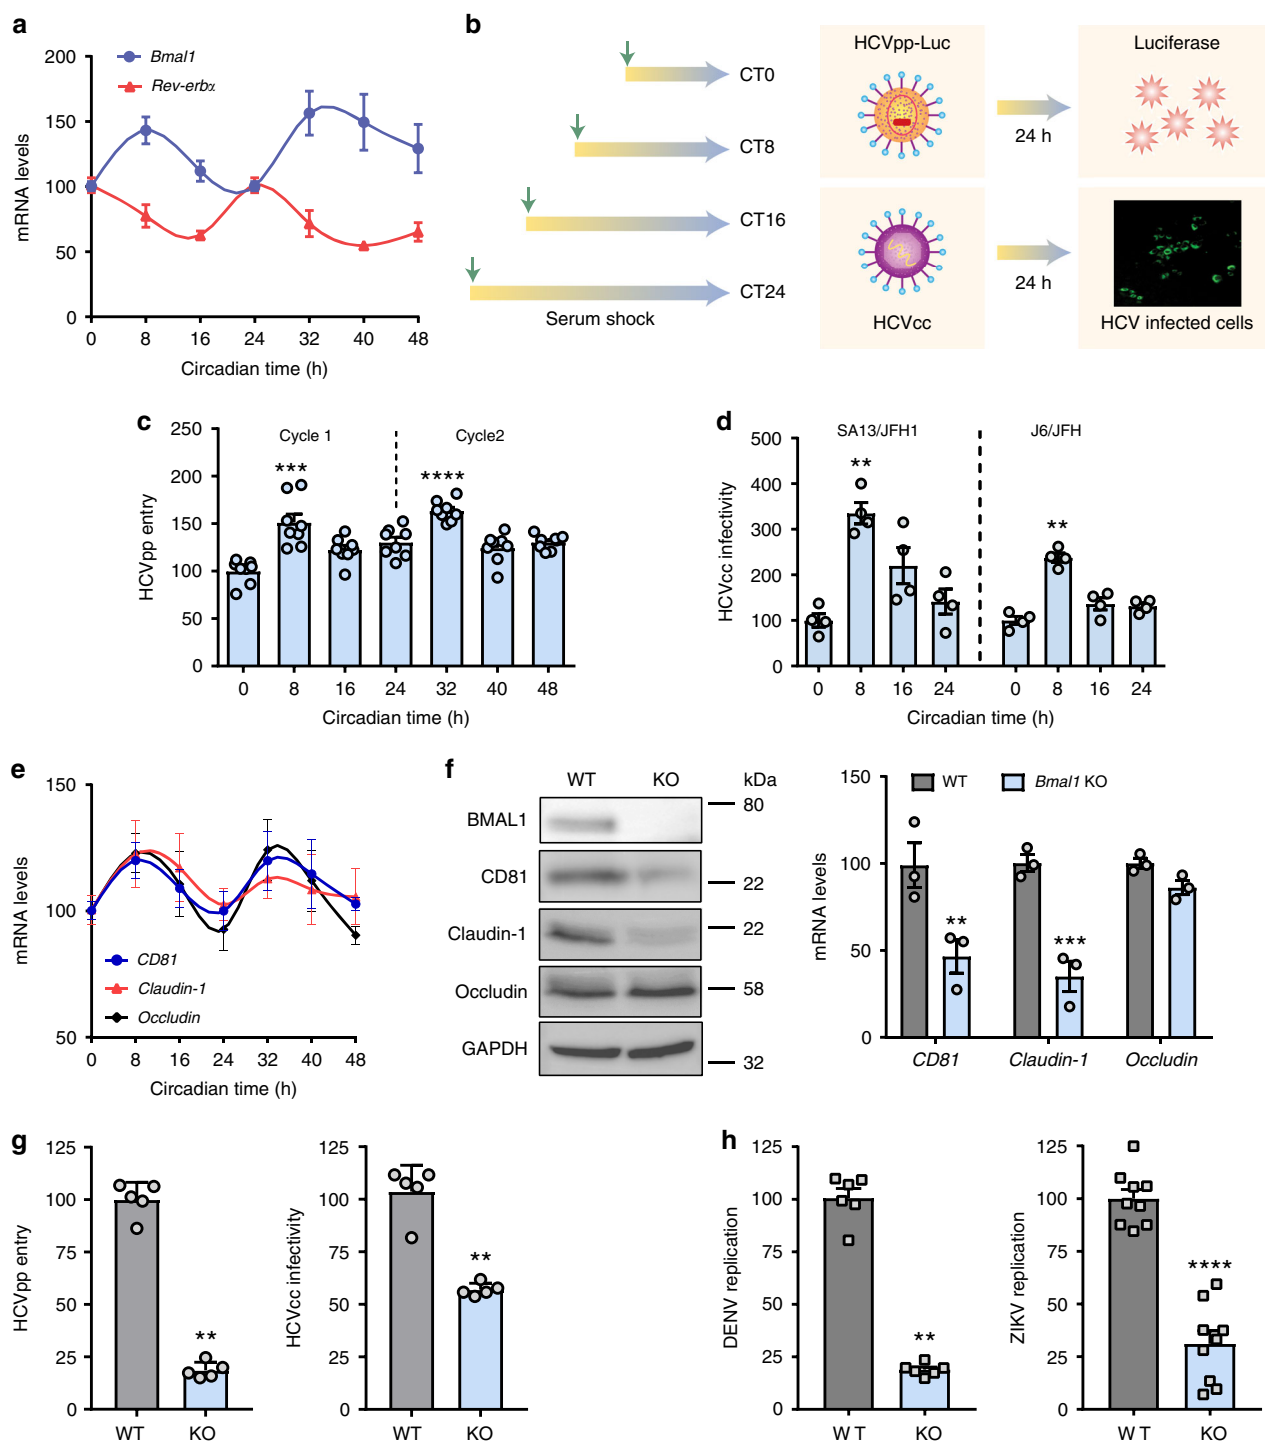 a
200
150
100
50
0
mRNA levels
Bmal1
Rev-erbα
0 8 16 24 32 40 48
Circadian time (h)
b
CT0
CT8
CT16
CT24
Serum shock
HCVpp-Luc
24 h
Luciferase
HCVcc
24 h
HCV infected cells
c
250
200
150
100
50
0
HCVpp entry
Cycle 1
Cycle2
***
****
0 8 16 24 32 40 48
Circadian time (h)
d
500
400
300
200
100
0
HCVcc infectivity
SA13/JFH1
J6/JFH
**
**
0 8 16 24 0 8 16 24
Circadian time (h)
e
150
100
50
mRNA levels
CD81
Claudin-1
Occludin
0 8 16 24 32 40 48
Circadian time (h)
f
WT KO kDa
BMAL1 80
CD81 22
Claudin-1 22
Occludin 58
GAPDH 32
150
100
50
0
mRNA levels
WT
Bmal1 KO
**
***
CD81 Claudin-1 Occludin
g
125
100
75
50
25
0
HCVpp entry
**
WT KO
125
100
75
50
25
0
HCVcc infectivity
**
WT KO
h
125
100
75
50
25
0
DENV replication
**
W T KO
125
100
75
50
25
0
ZIKV replication
****
W T KO